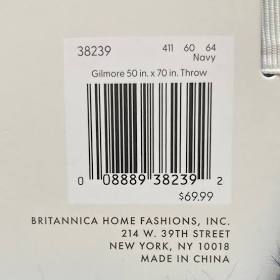 38239 411 60 64
Navy
Gilmore 50 in. x 70 in. Throw
0 08889 38239 2
$69.99
BRITANNICA HOME FASHIONS, INC.
214 W. 39TH STREET
NEW YORK, NY 10018
MADE IN CHINA